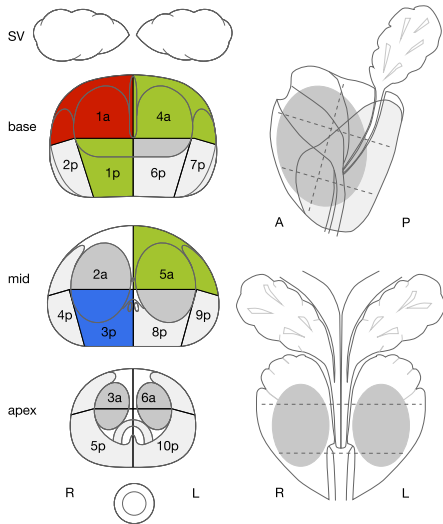 SV
base
1a 4a
2p 1p 6p 7p
mid
2a 5a
4p 3p 8p 9p
apex
3a 6a
5p 10p
R L
A P
R L